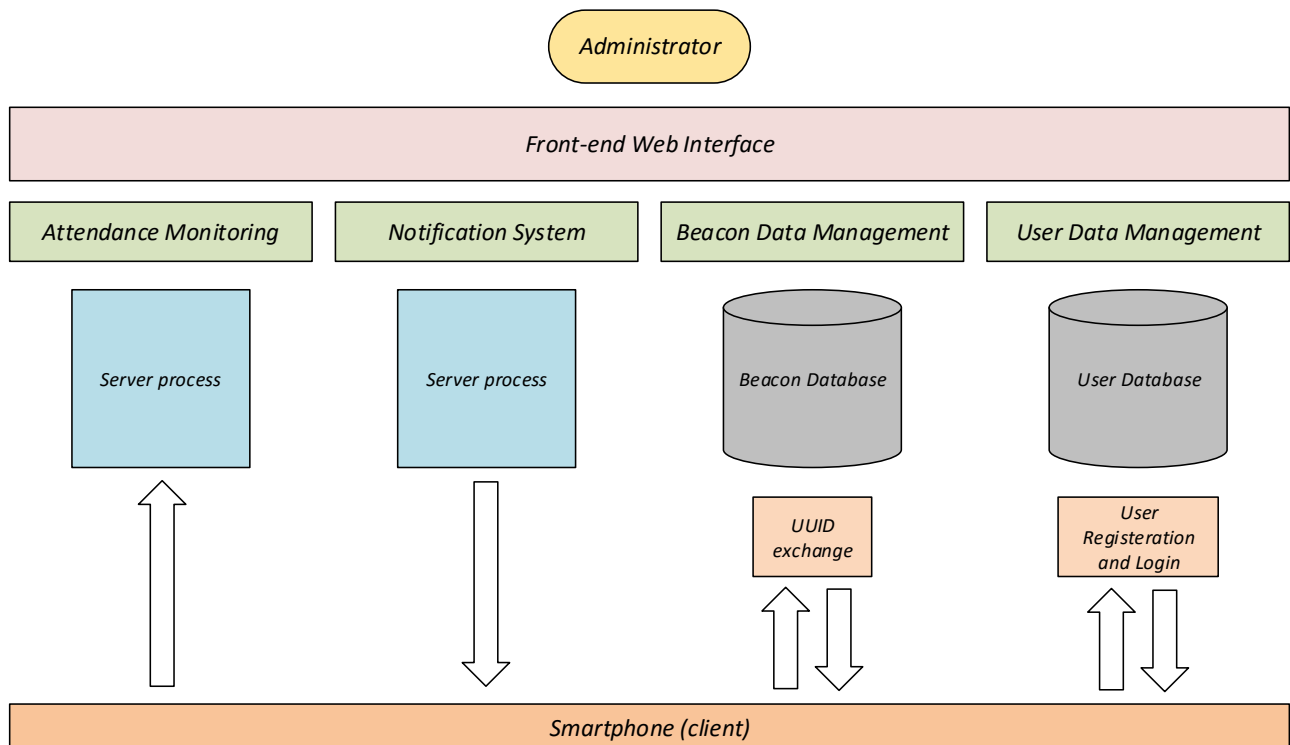 Administrator
Front-end Web Interface
Attendance Monitoring
Notification System
Beacon Data Management
User Data Management
Server process
Server process
Beacon Database
User Database
UUID
exchange
User
Registeration
and Login
Smartphone (client)